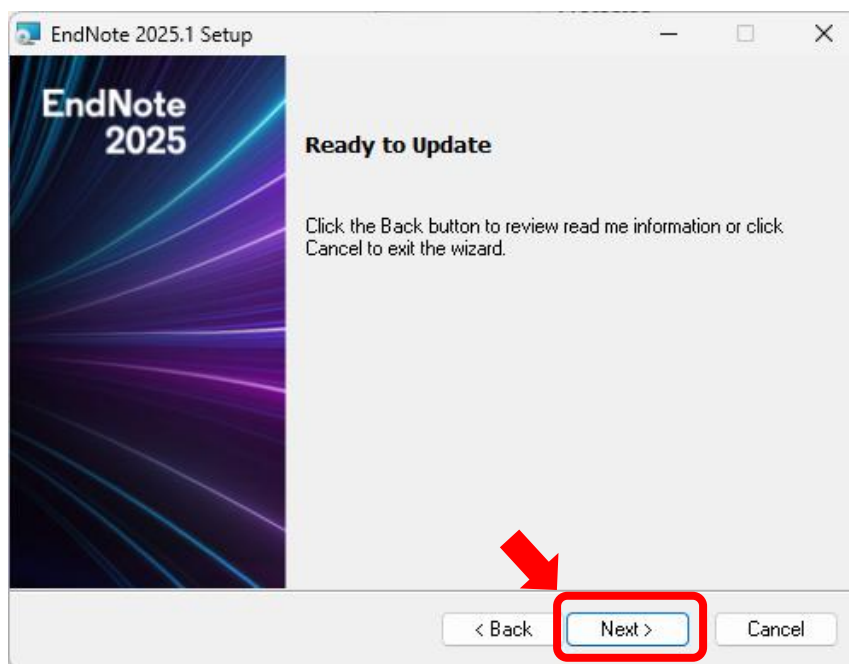 EndNote 2025.1 Setup
EndNote
2025
Ready to Update
Click the Back button to review read me information or click
Cancel to exit the wizard.
< Back
Next >
Cancel